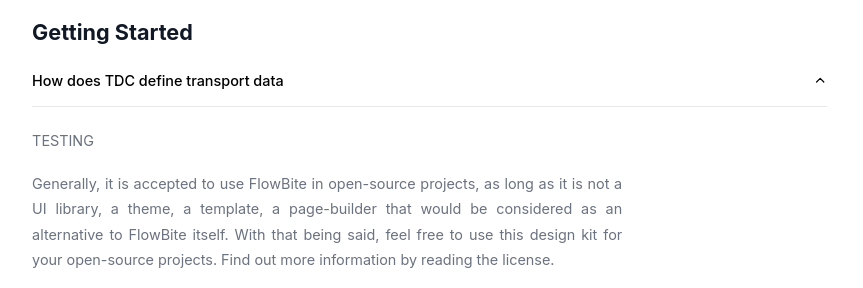 Getting Started
How does TDC define transport data
TESTING
Generally, it is accepted to use FlowBite in open-source projects, as long as it is not a
UI library, a theme, a template, a page-builder that would be considered as an
alternative to FlowBite itself. With that being said, feel free to use this design kit for
your open-source projects. Find out more information by reading the license.